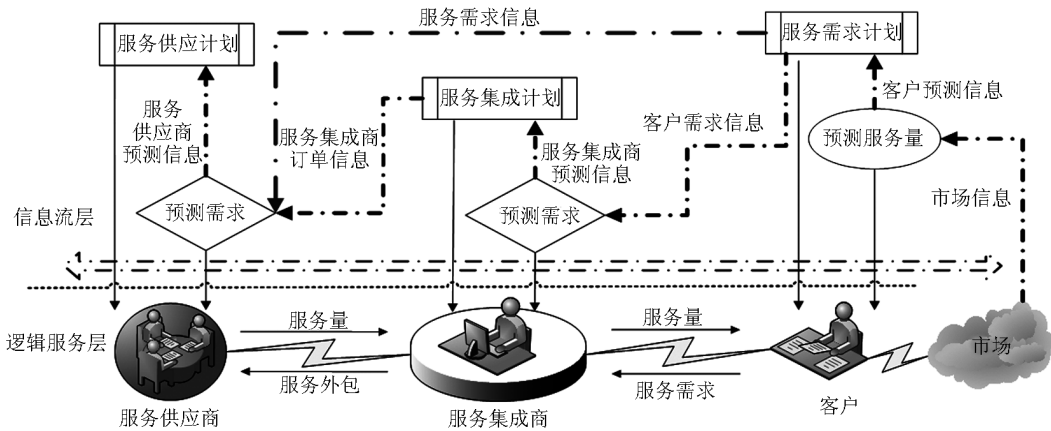 服务需求信息
服务供应计划
服务需求计划
服务集成计划
客户预测信息
服务
供应商
预测信息
服务集成商
订单信息
客户需求信息
预测服务量
服务集成商
预测信息
市场信息
预测需求
预测需求
信息流层
逻辑服务层
服务量
服务外包
服务量
服务需求
市场
服务供应商
服务集成商
客户